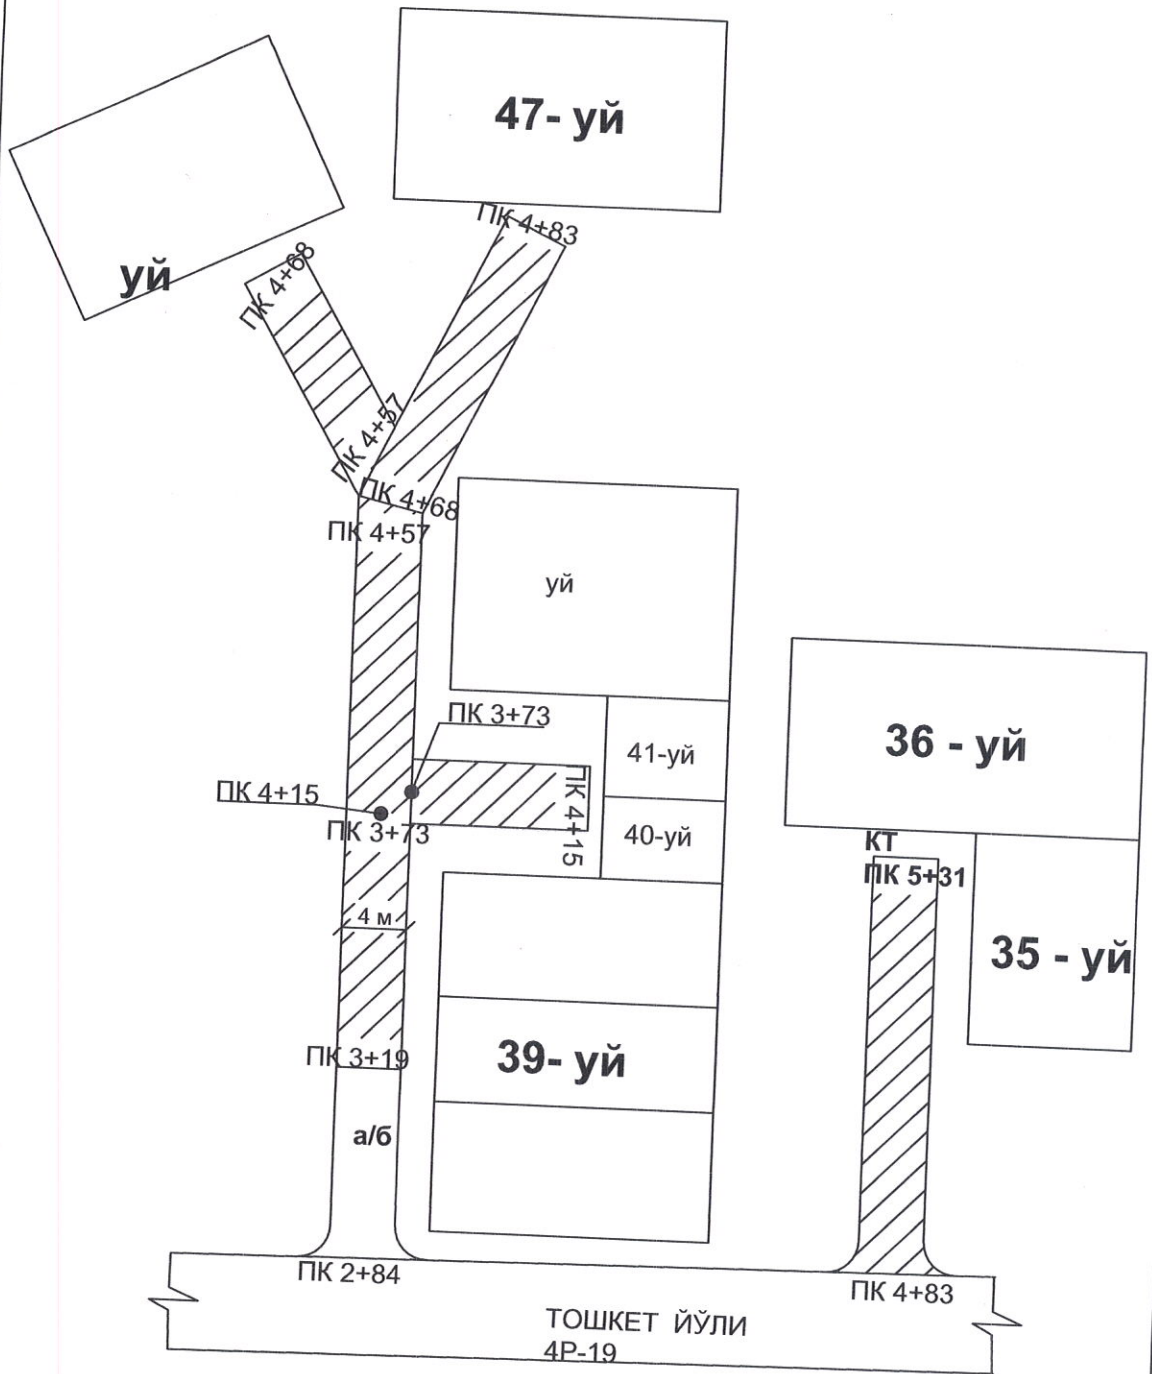 47- уй
уй
ПК 4+83
ПК 4+68
ПК 4+57
ПК 4+68
ПК 4+57
уй
ПК 3+73
41-уй
36 - уй
ПК 4+15
ПК 4+15
ПК 3+73
40-уй
КТ
ПК 5+31
4 м
35 - уй
ПК 3+19
39- уй
а/б
ПК 2+84
ПК 4+83
ТОШКЕТ ЙЎЛИ
4Р-19